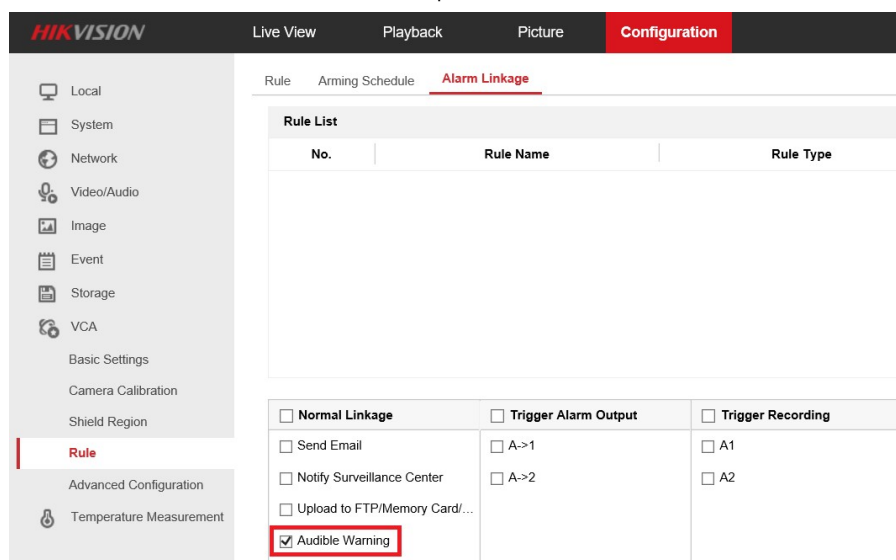 HIKVISION Live View Playback Picture Configuration
Local
System
Network
Video/Audio
Image
Event
Storage
VCA
Basic Settings
Camera Calibration
Shield Region
Rule
Advanced Configuration
Temperature Measurement
Rule Arming Schedule Alarm Linkage
Rule List
No. Rule Name Rule Type
Normal Linkage Trigger Alarm Output Trigger Recording
Send Email A->1 A1
Notify Surveillance Center A->2 A2
Upload to FTP/Memory Card/...
Audible Warning